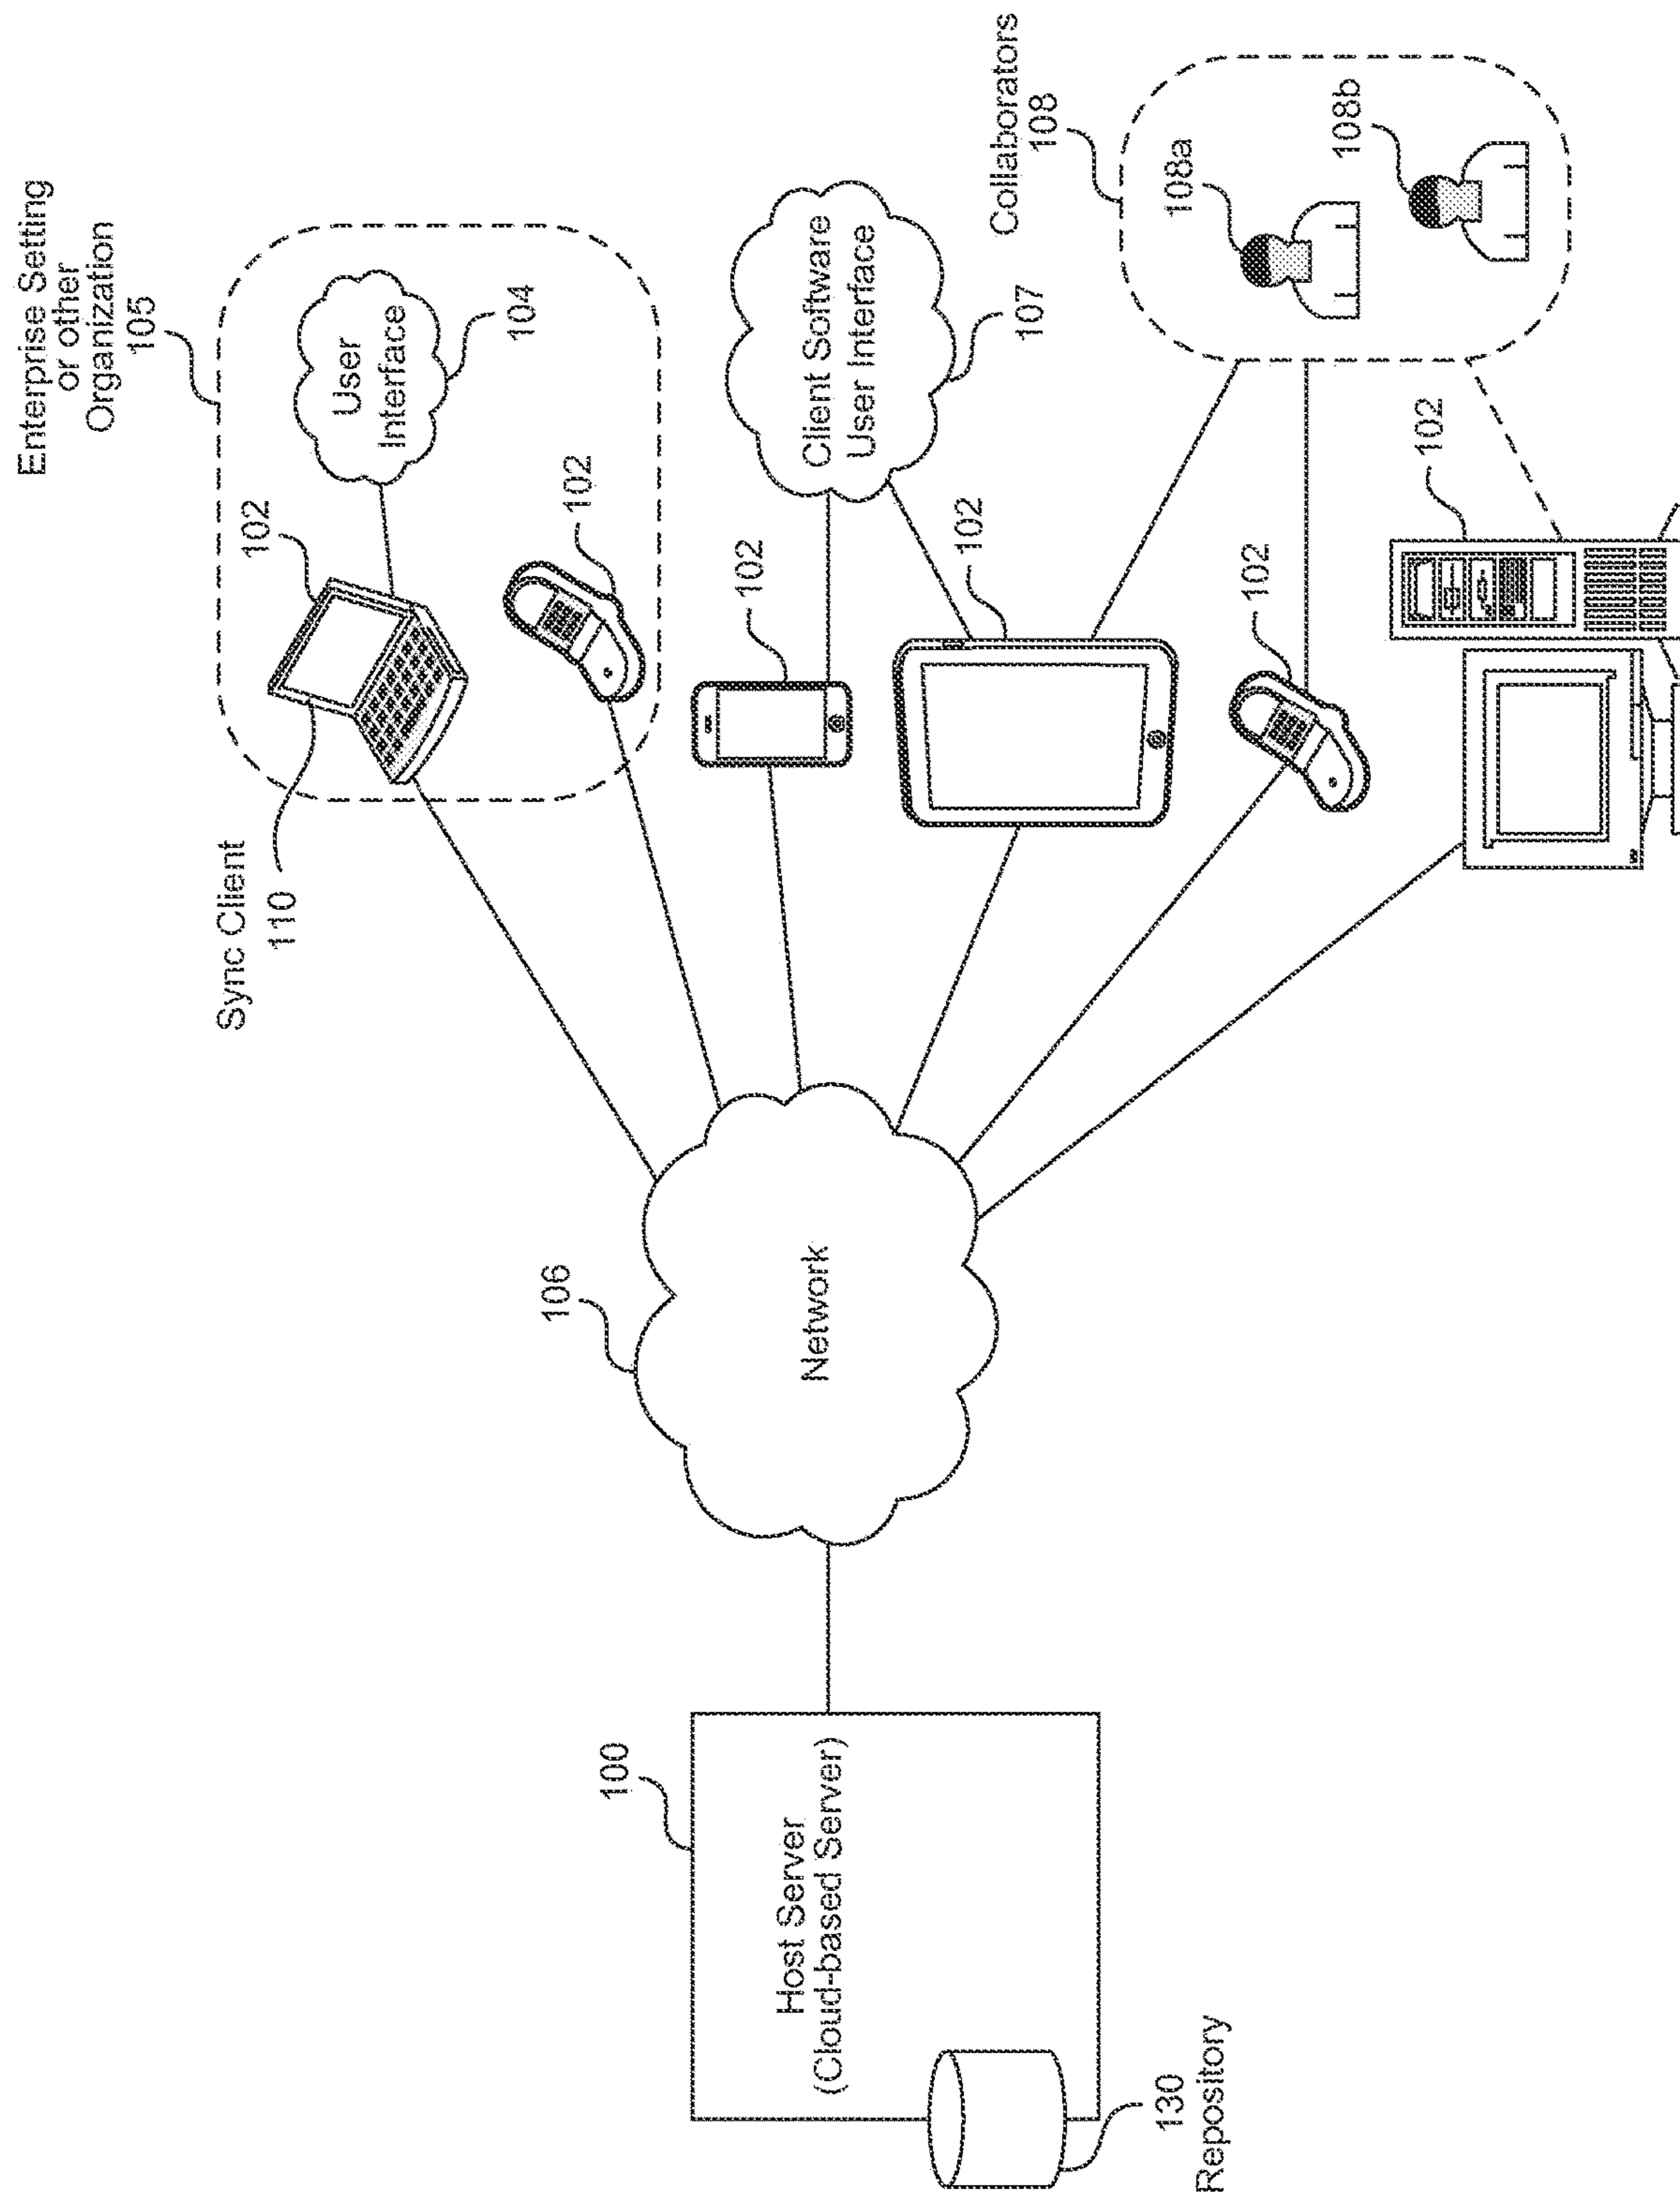 Enterprise Setting
or other
Organization
105
Sync Client
110
102
User
Interface
104
102
102
Client Software
User Interface
107
102
Collaborators
108
108a
108b
102
102
106
Network
100
Host Server
(Cloud-based Server)
130
Repository